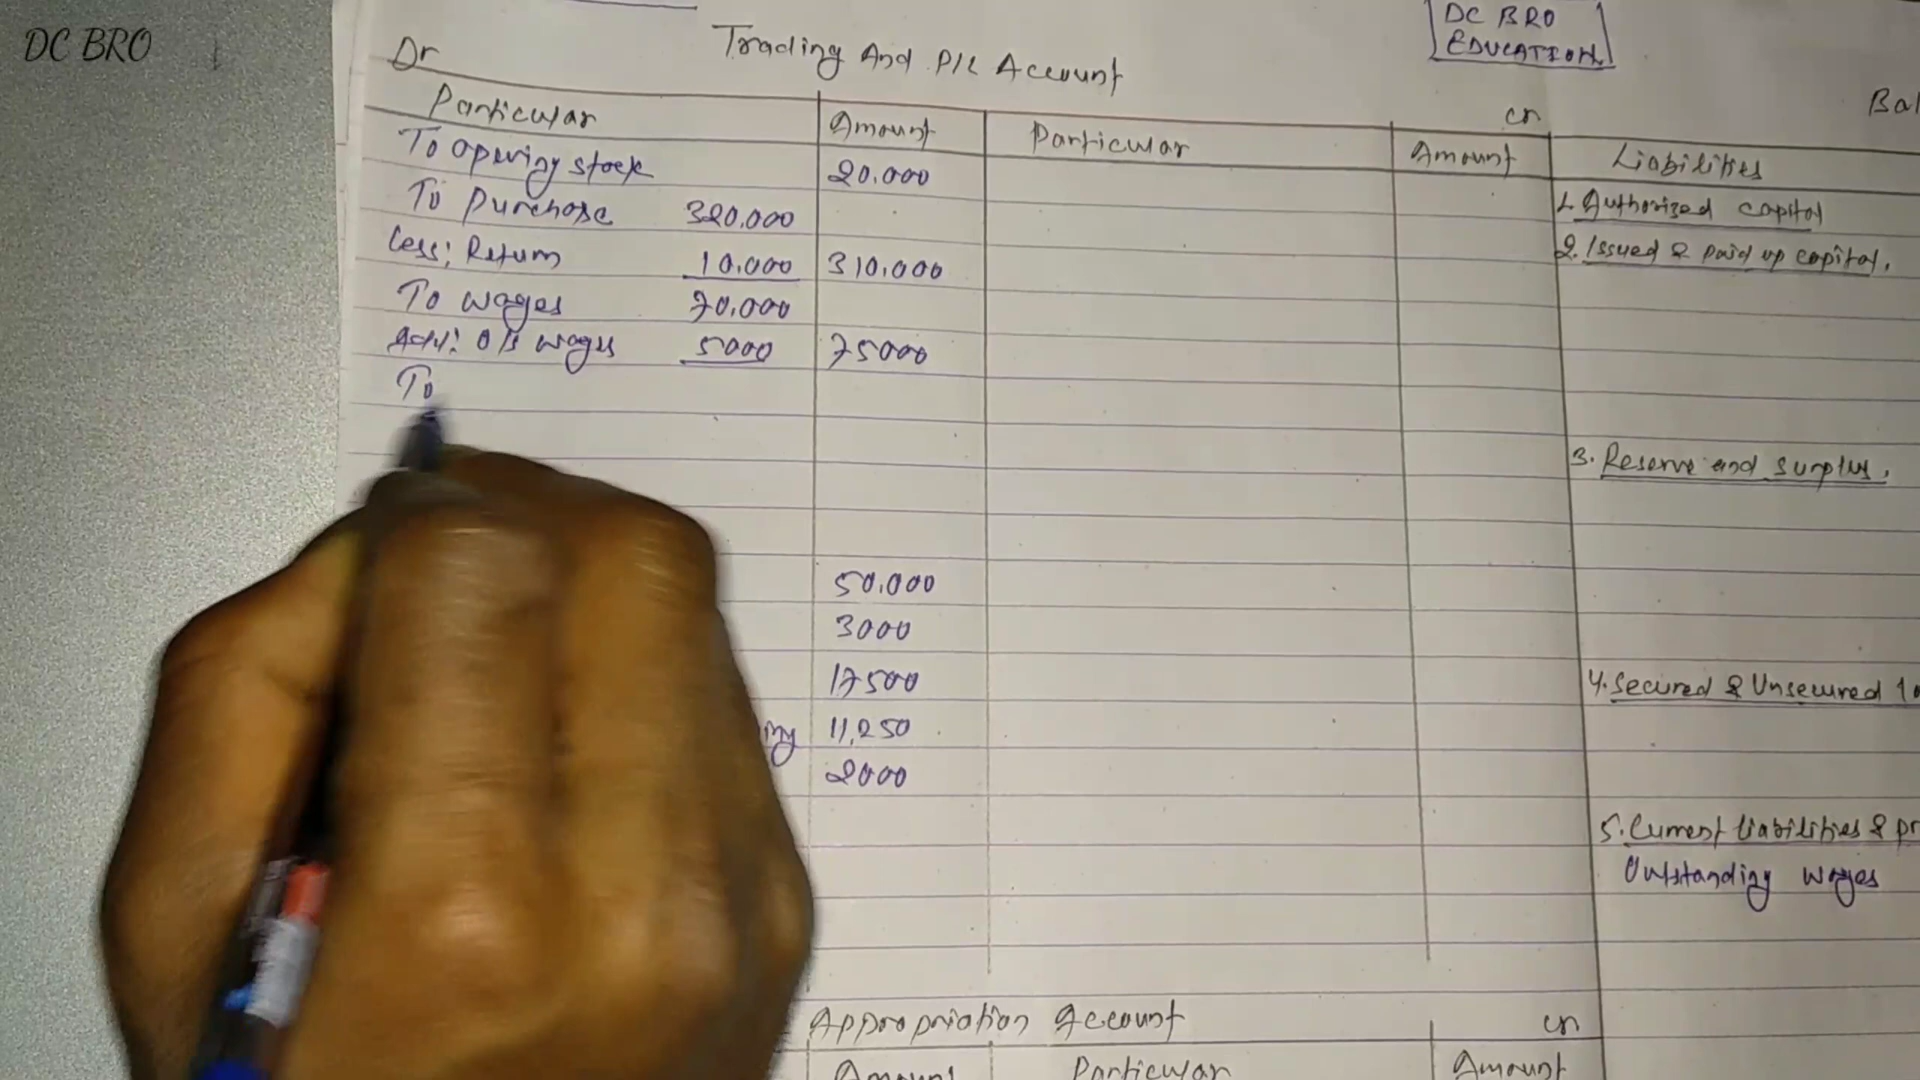 DC BRO
DC BRO
EDUCATION
Trading And P/L Account
Dr
Cr
Bal
Particular Amount Particular Amount
To opening stock 20,000
To purchase 320,000
Less: Return 10,000 310,000
To wages 70,000
Add: O/s wages 5000 75000
To
50,000
3000
17500
11,250
2000
Liabilities
1. Authorized capital
2. Issued & paid up capital.
3. Reserve and surplus.
4. Secured & Unsecured lo
5. Current liabilities & pr
Outstanding wages
Appropriation Account Cr
Amount Particular Amount